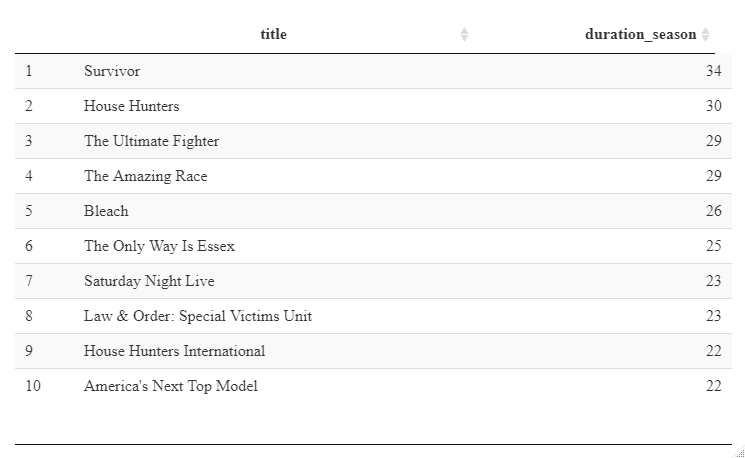 title duration_season
1 Survivor 34
2 House Hunters 30
3 The Ultimate Fighter 29
4 The Amazing Race 29
5 Bleach 26
6 The Only Way Is Essex 25
7 Saturday Night Live 23
8 Law & Order: Special Victims Unit 23
9 House Hunters International 22
10 America's Next Top Model 22